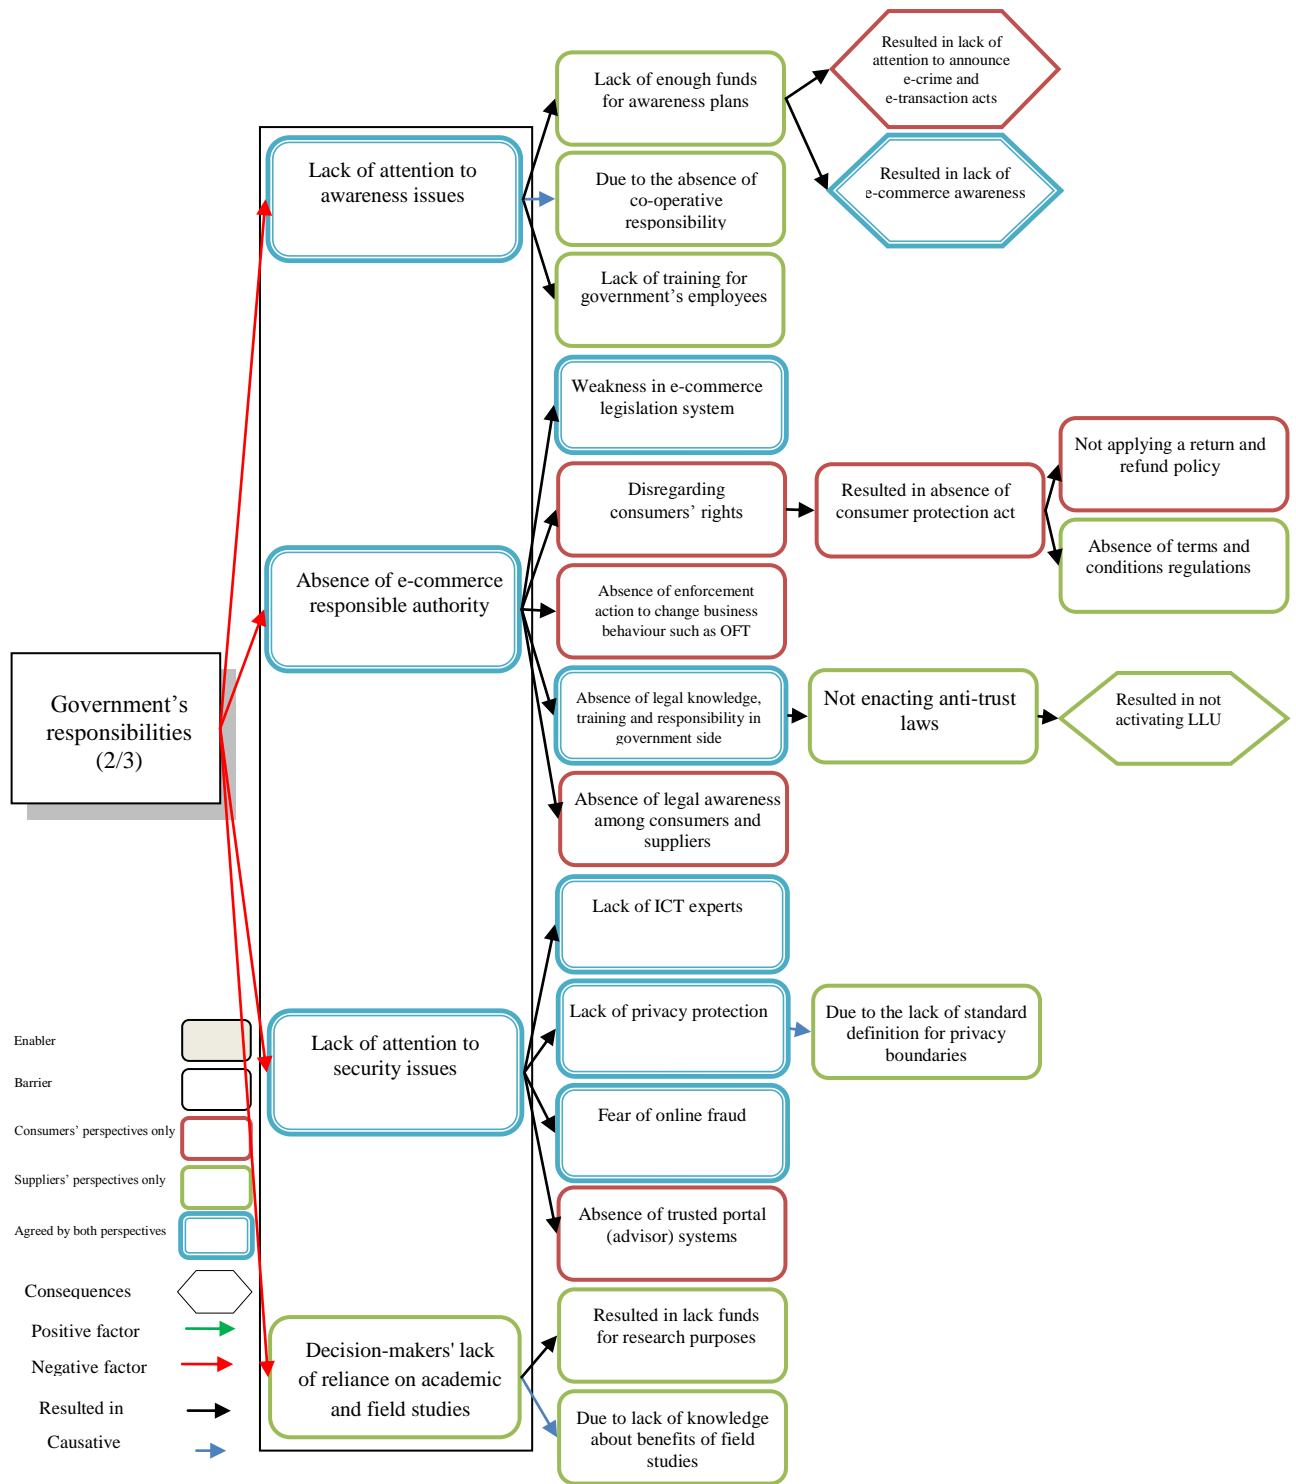 Resulted in lack of
attention to announce
e-crime and
e-transaction acts
Lack of enough funds
for awareness plans
Lack of attention to
awareness issues
Resulted in lack of
e-commerce awareness
Due to the absence of
co-operative
responsibility
Lack of training for
government’s employees
Weakness in e-commerce
legislation system
Not applying a return and
refund policy
Disregarding
consumers’ rights
Resulted in absence of
consumer protection act
Absence of terms and
conditions regulations
Absence of e-commerce
responsible authority
Absence of enforcement
action to change business
behaviour such as OFT
Government’s
responsibilities
(2/3)
Absence of legal knowledge,
training and responsibility in
government side
Not enacting anti-trust
laws
Resulted in not
activating LLU
Absence of legal awareness
among consumers and
suppliers
Lack of ICT experts
Lack of attention to
security issues
Lack of privacy protection
Due to the lack of standard
definition for privacy
boundaries
Fear of online fraud
Absence of trusted portal
(advisor) systems
Decision-makers' lack
of reliance on academic
and field studies
Resulted in lack funds
for research purposes
Due to lack of knowledge
about benefits of field
studies
Enabler
Barrier
Consumers’ perspectives only
Suppliers’ perspectives only
Agreed by both perspectives
Consequences
Positive factor
Negative factor
Resulted in
Causative